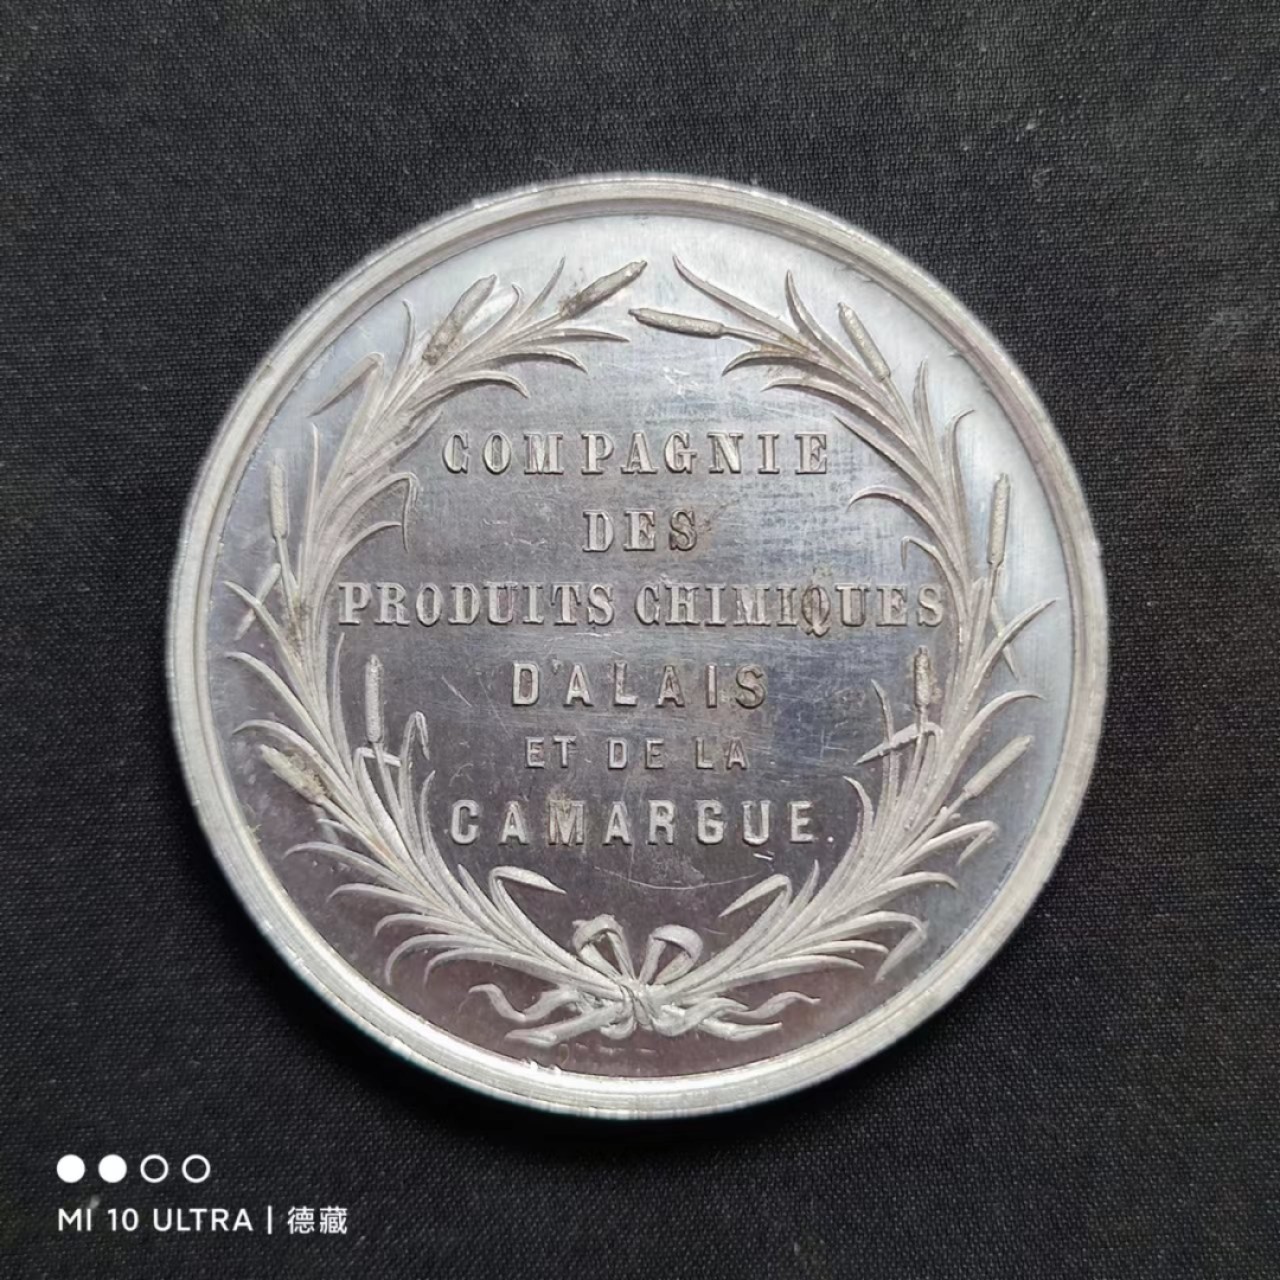 COMPAGNIE
DES
PRODUITS CHIMIQUES
D'ALAIS
ET DE LA
CAMARGUE.
MI 10 ULTRA | 德藏